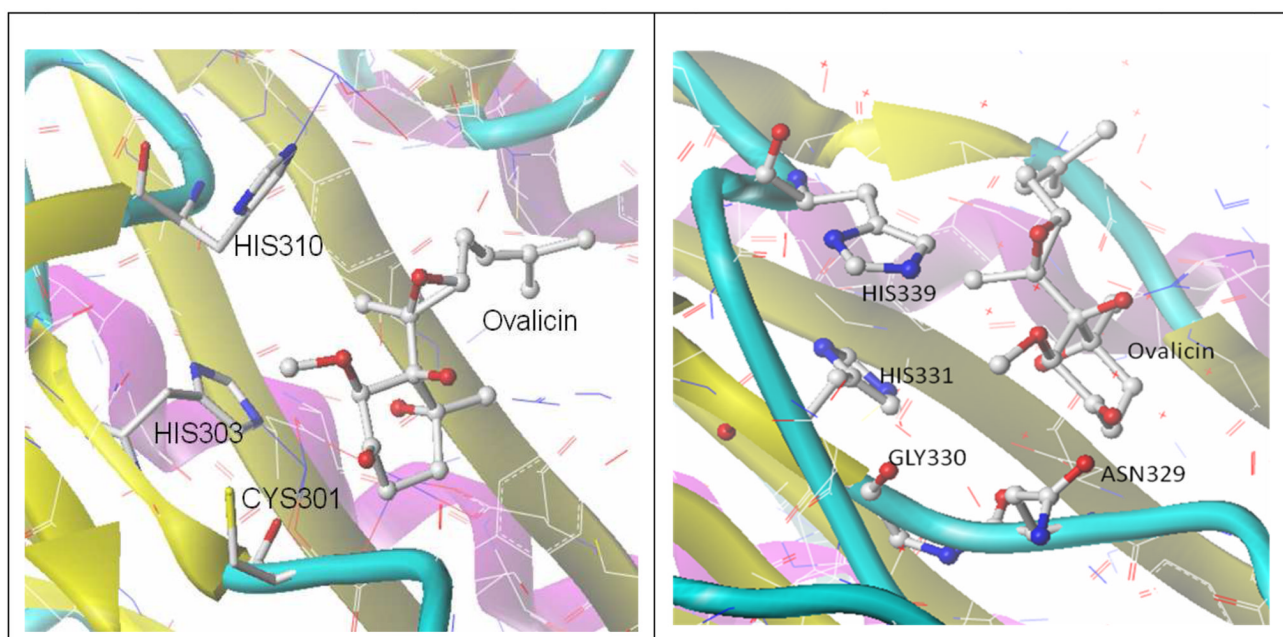 HIS310
Ovalicin
HIS303
CYS301
HIS339
Ovalicin
HIS331
GLY330
ASN329